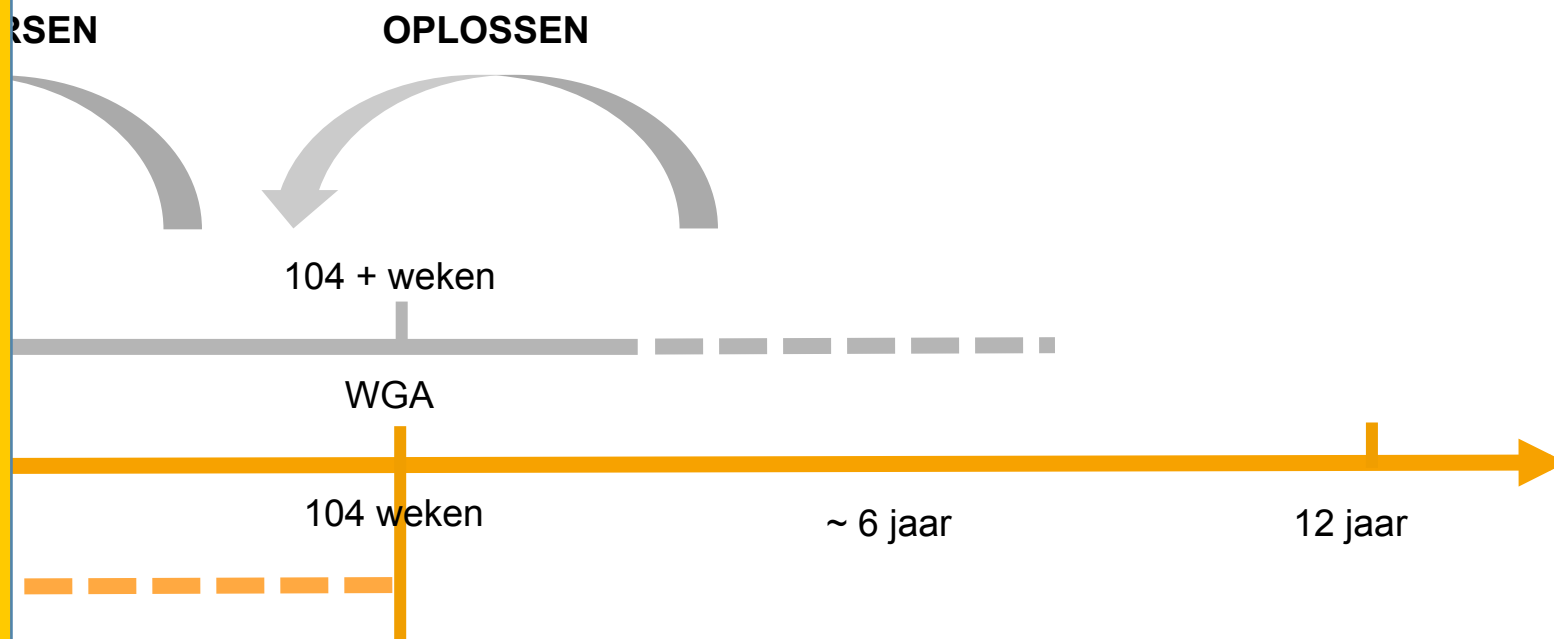 RSEN
OPLOSSEN
104 + weken
WGA
104 weken
~ 6 jaar
12 jaar